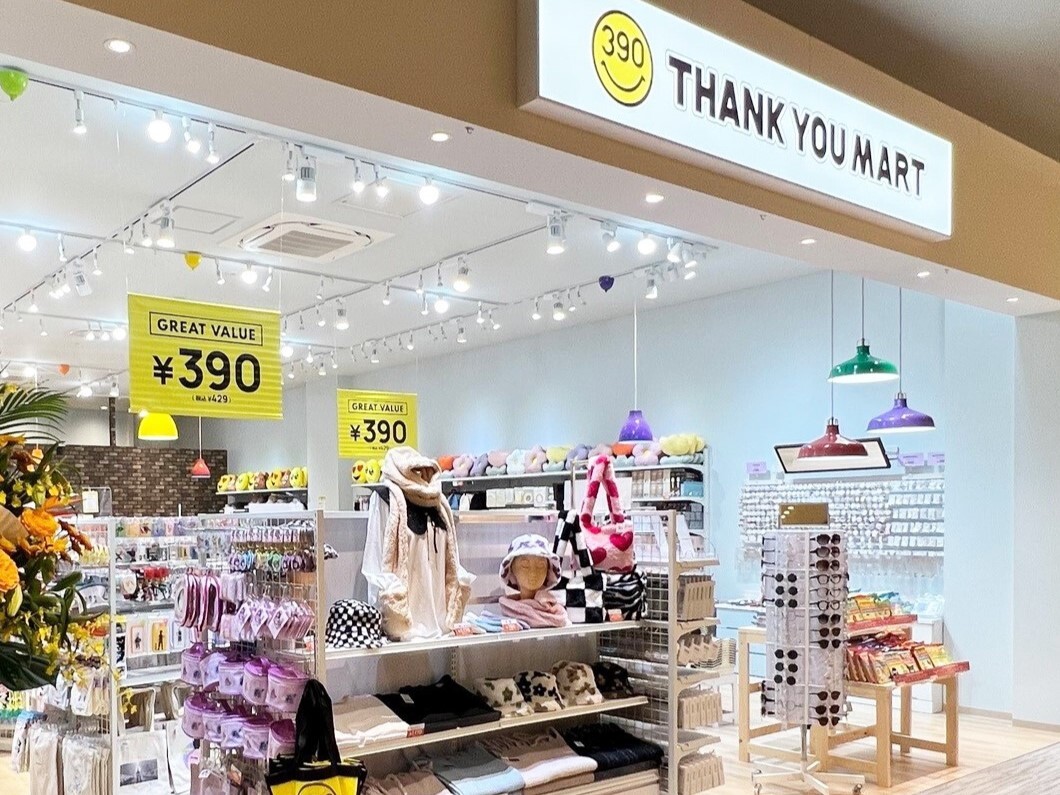 390 THANK YOU MART
GREAT VALUE
¥390
(税込 ¥429)
GREAT VALUE
¥390